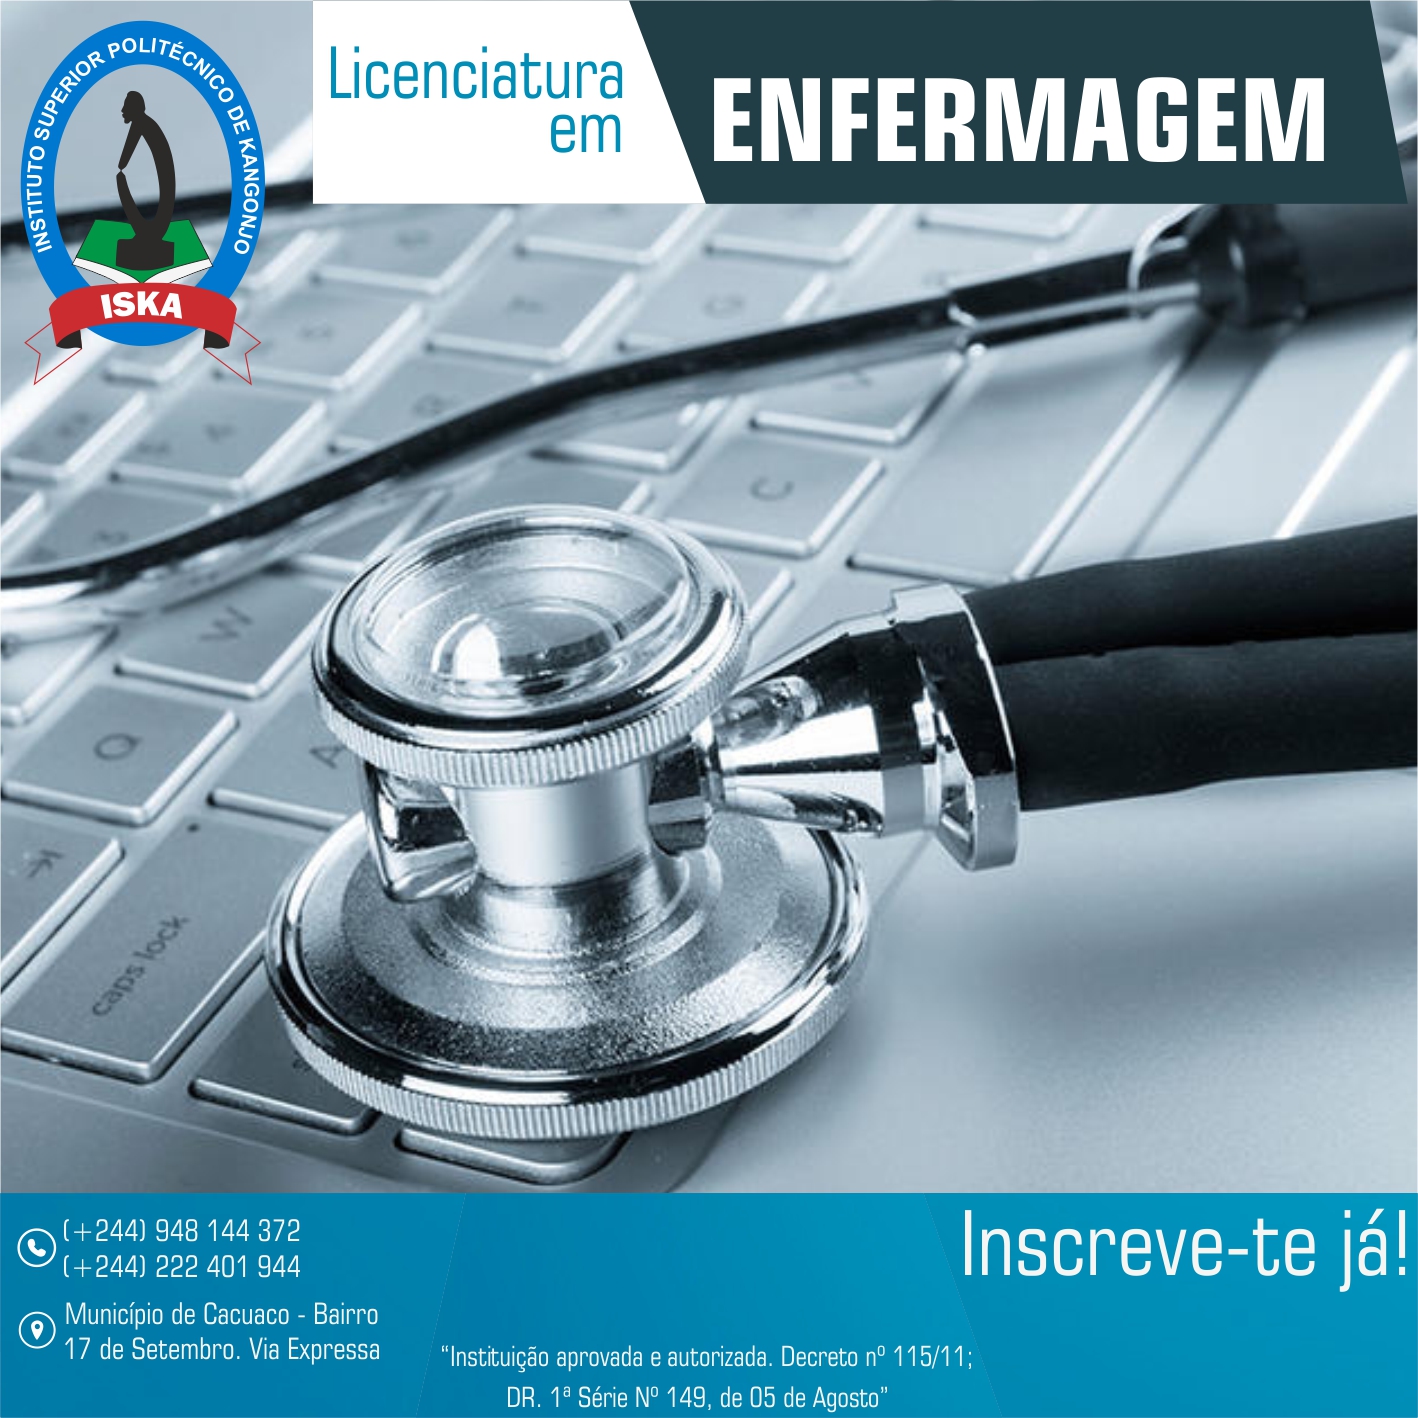 INSTITUTO SUPERIOR POLITÉCNICO DE KANGONJO
ISKA
Licenciatura
em
ENFERMAGEM
C
W
Q
A
caps lock
(+244) 948 144 372
(+244) 222 401 944
Município de Cacuaco - Bairro
17 de Setembro. Via Expressa
Inscreve-te já!
“Instituição aprovada e autorizada. Decreto nº 115/11;
DR. 1ª Série Nº 149, de 05 de Agosto”